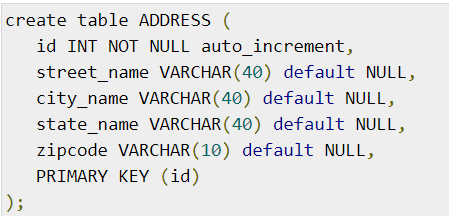 create table ADDRESS (
   id INT NOT NULL auto_increment,
   street_name VARCHAR(40) default NULL,
   city_name VARCHAR(40) default NULL,
   state_name VARCHAR(40) default NULL,
   zipcode VARCHAR(10) default NULL,
   PRIMARY KEY (id)
);